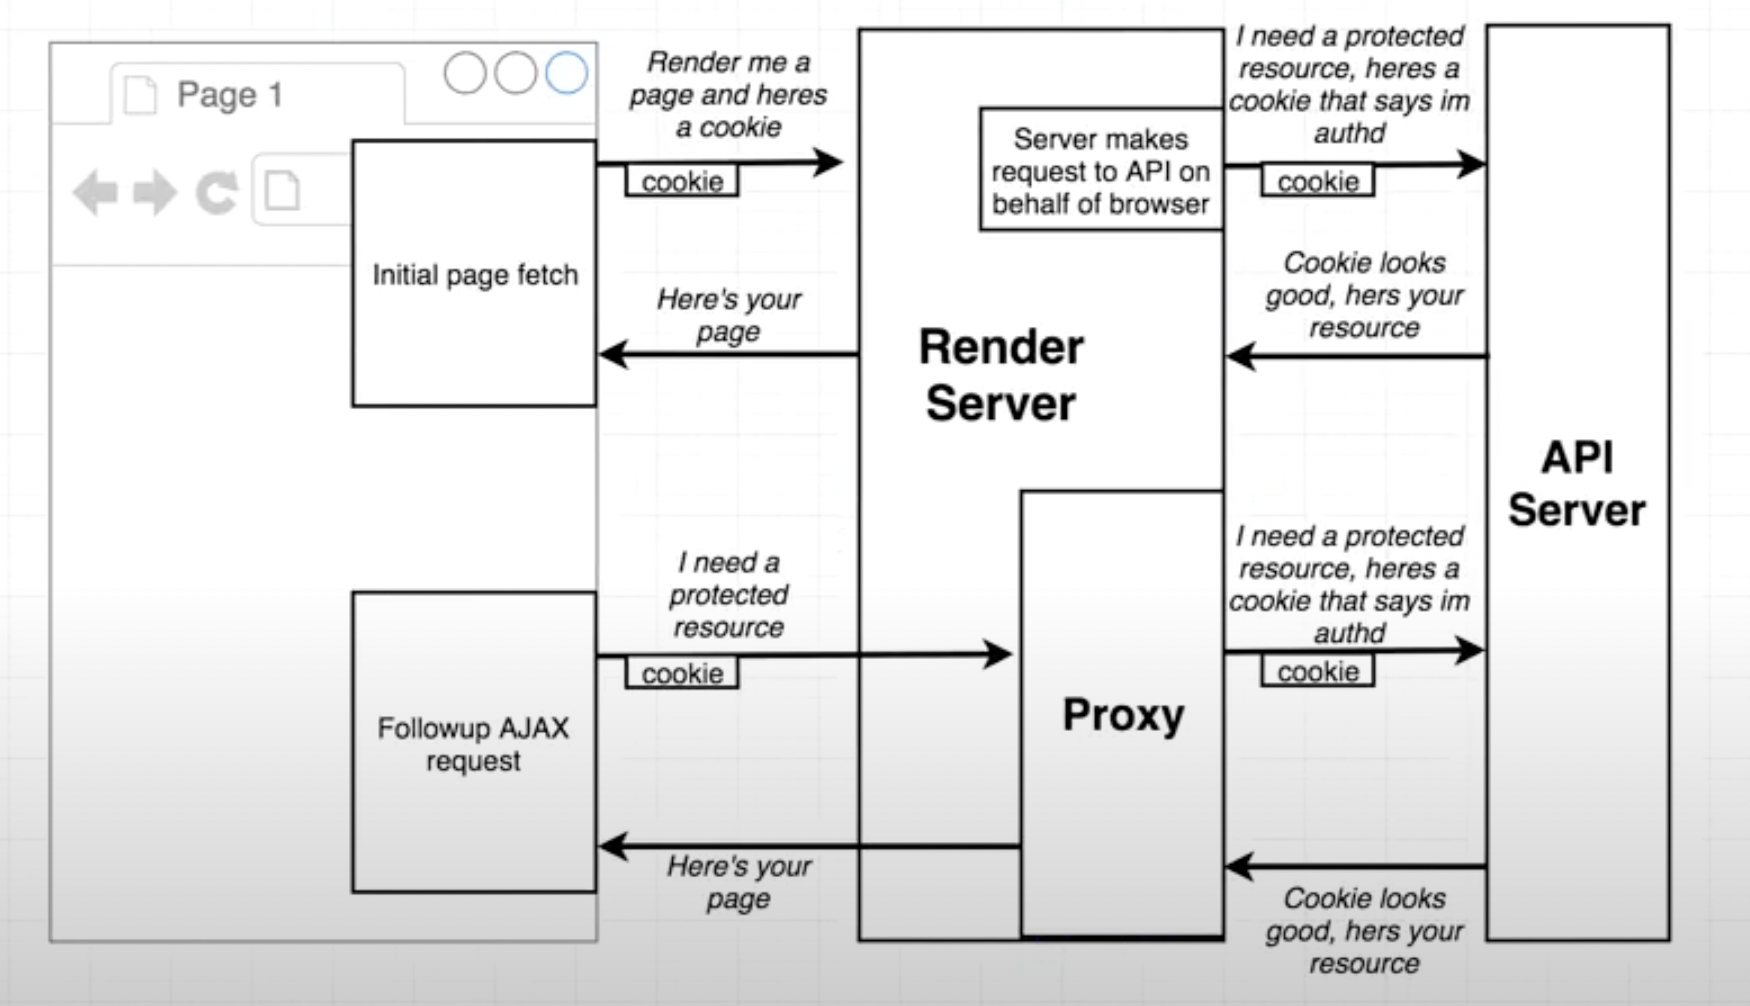 Page 1
Initial page fetch
Render me a
page and heres
a cookie
cookie
Here's your
page
Server makes
request to API on
behalf of browser
Render
Server
I need a protected
resource, heres a
cookie that says im
authd
cookie
Cookie looks
good, hers your
resource
API
Server
Followup AJAX
request
I need a
protected
resource
cookie
Here's your
page
Proxy
I need a protected
resource, heres a
cookie that says im
authd
cookie
Cookie looks
good, hers your
resource